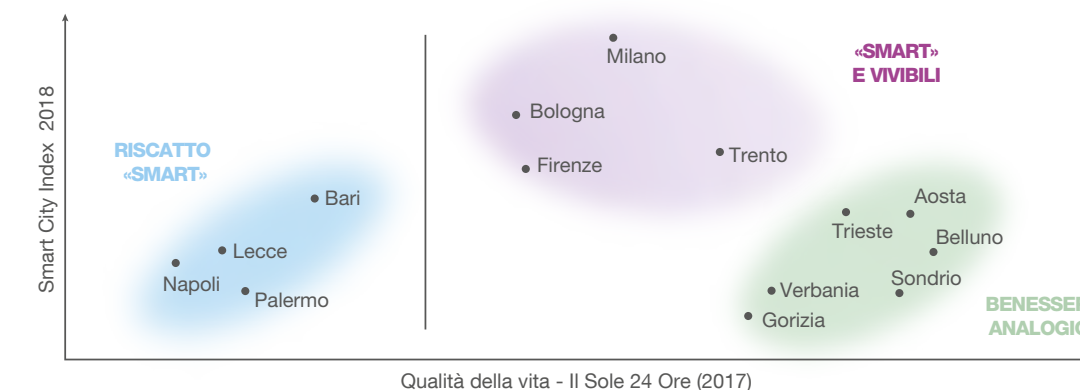 «SMART»
E VIVIBILI
Milano
Bologna
Firenze
Trento
RISCATTO
«SMART»
Bari
Lecce
Napoli
Palermo
Aosta
Trieste
Belluno
Sondrio
Verbania
Gorizia
ANALOGIC
Smart City Index 2018
Qualità della vita - Il Sole 24 Ore (2017)